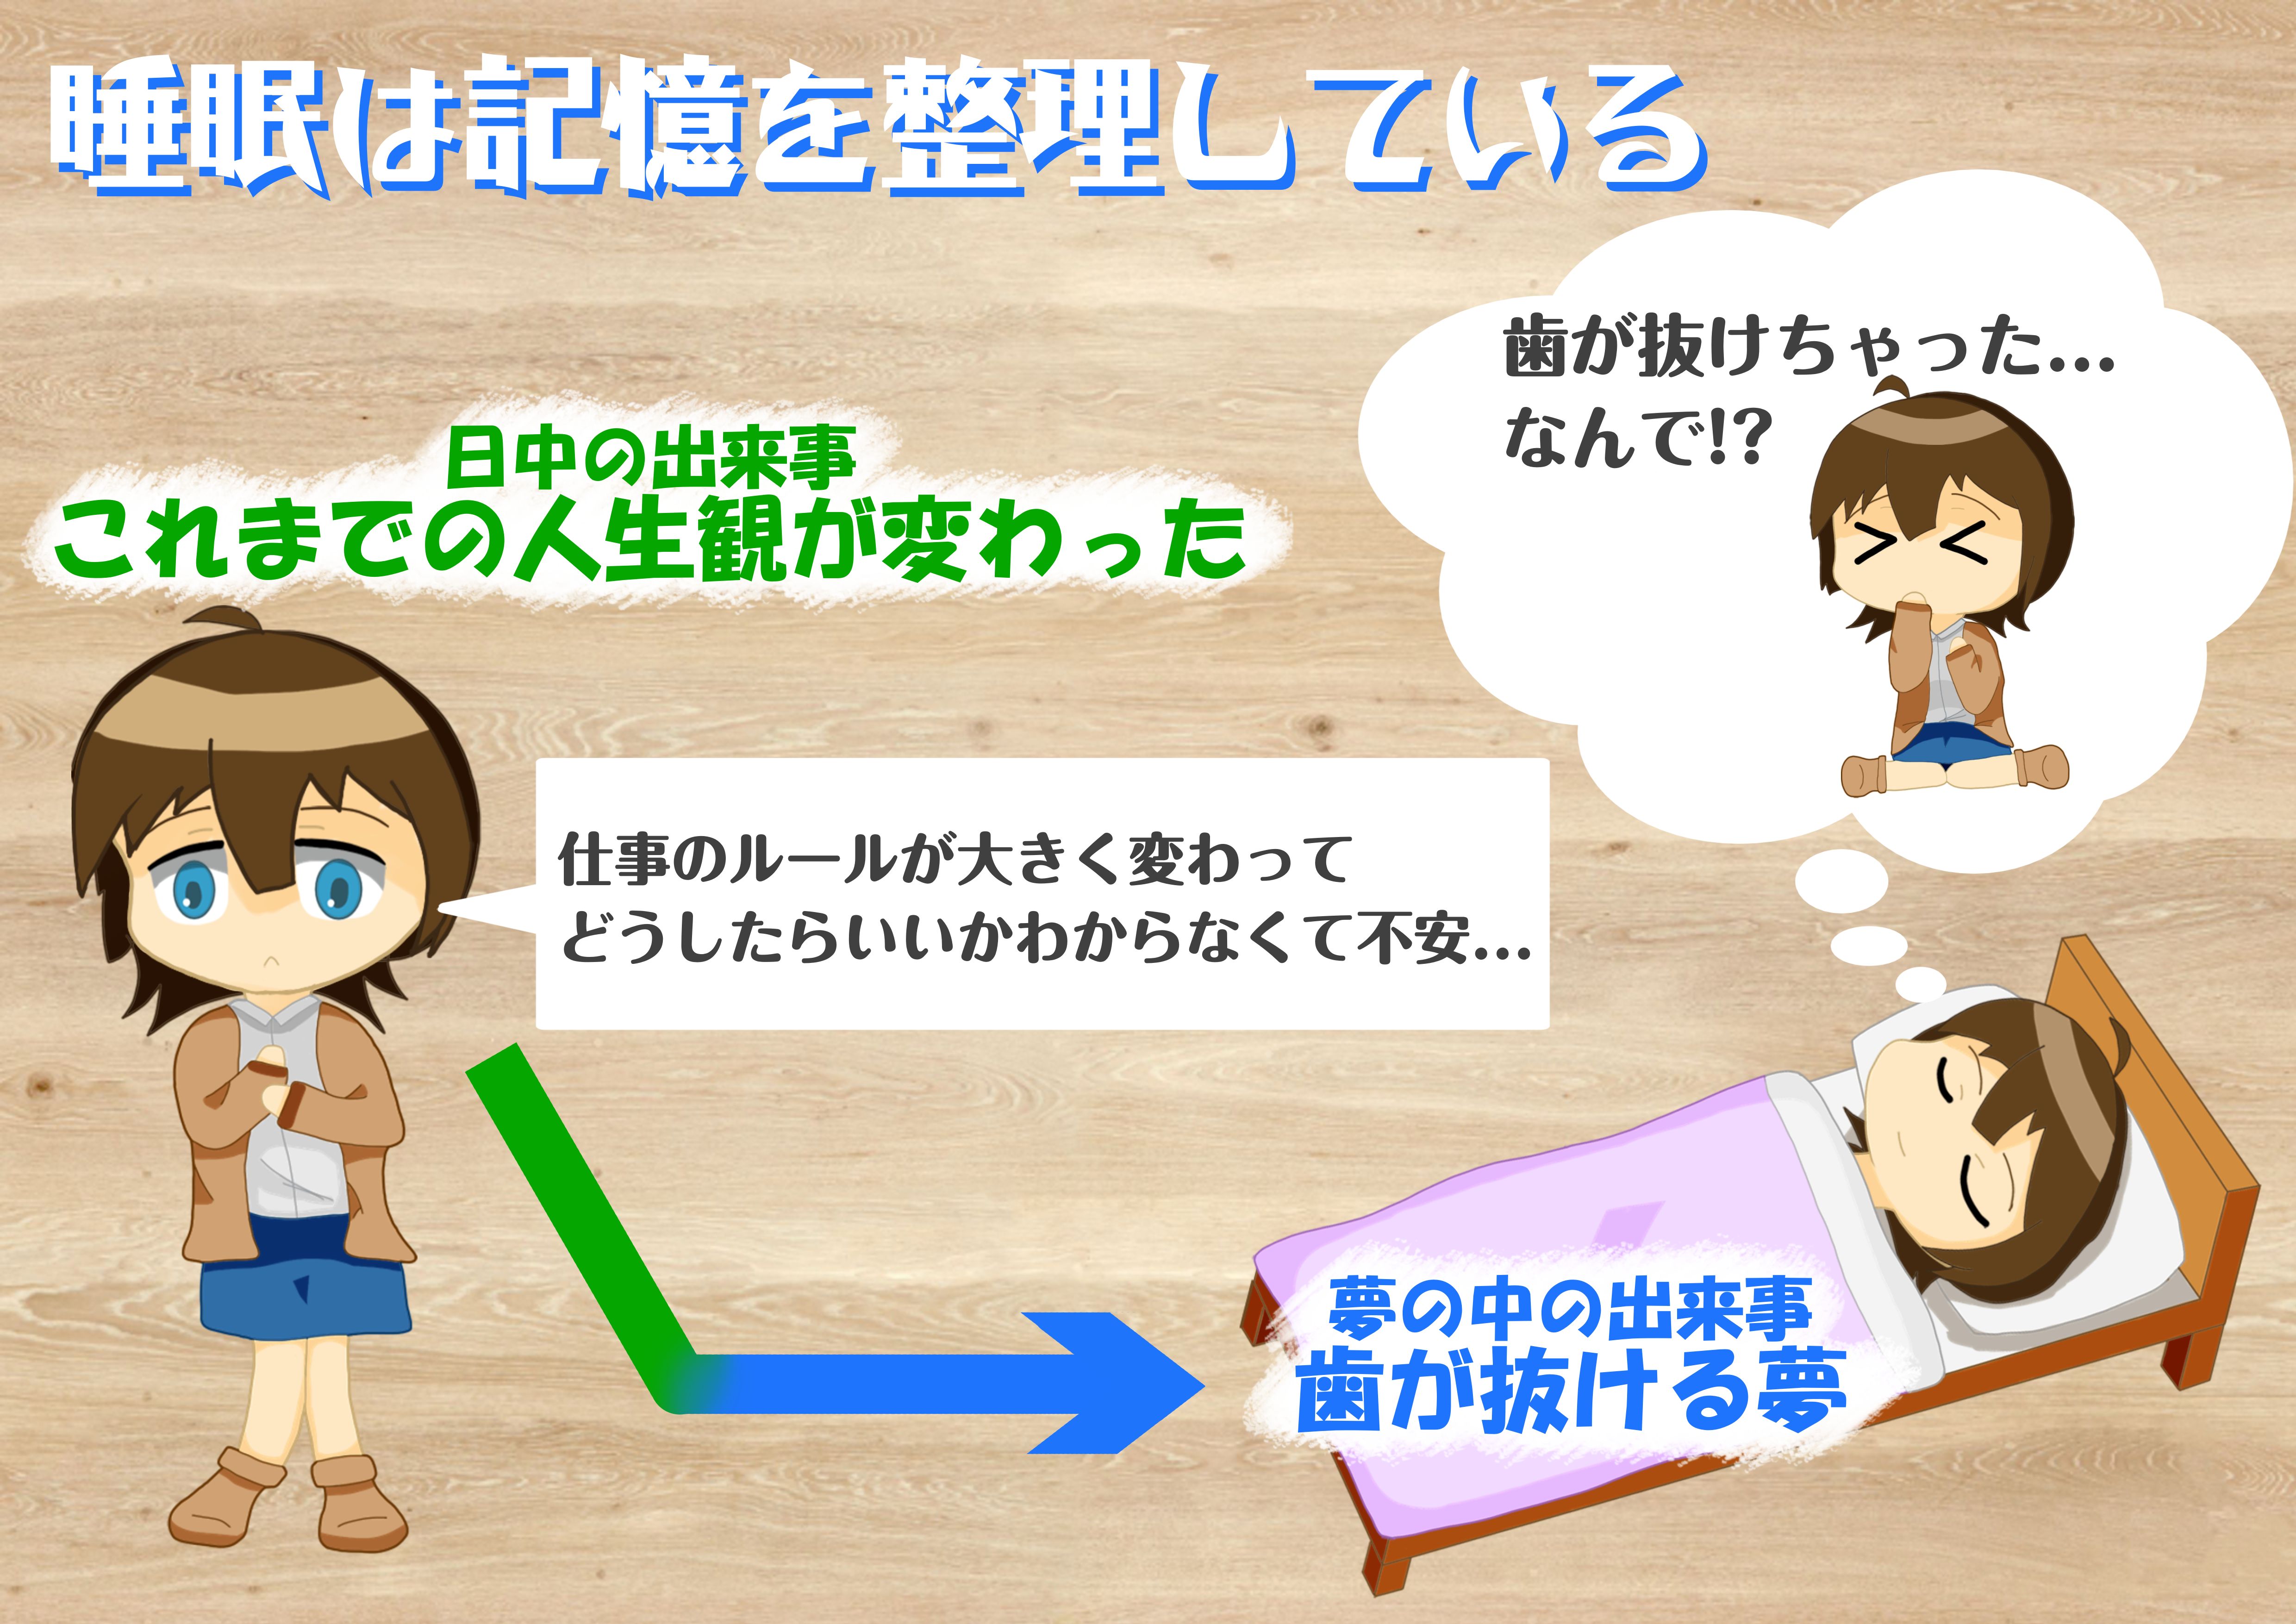 睡眠は記憶を整理している
日中の出来事
これまでの人生観が変わった
歯が抜けちゃった...
なんで!?
仕事のルールが大きく変わって
どうしたらいいかわからなくて不安...
夢の中の出来事
歯が抜ける夢